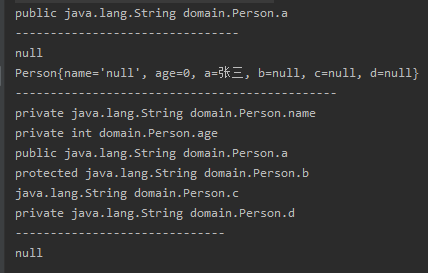 public java.lang.String domain.Person.a
--------------------------------
null
Person{name='null', age=0, a=张三, b=null, c=null, d=null}
----------------------------------------------
private java.lang.String domain.Person.name
private int domain.Person.age
public java.lang.String domain.Person.a
protected java.lang.String domain.Person.b
java.lang.String domain.Person.c
private java.lang.String domain.Person.d
------------------------------
null